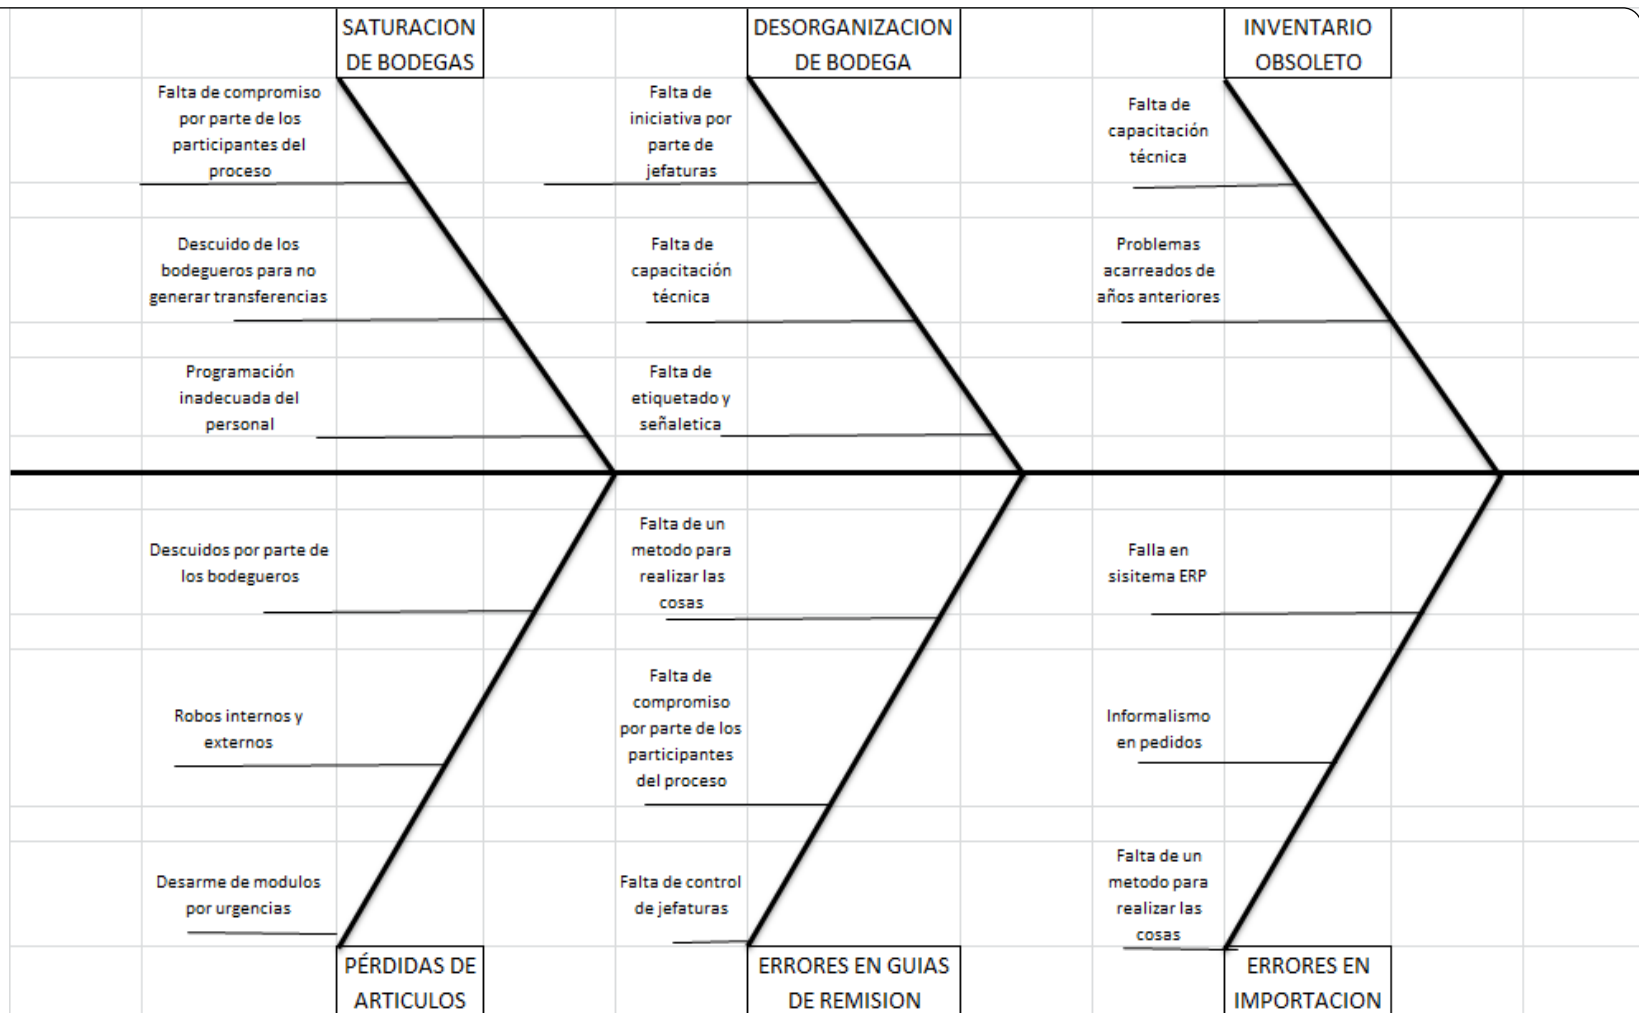 SATURACION
DE BODEGAS
Falta de compromiso
por parte de los
participantes del
proceso
Descuido de los
bodegueros para no
generar transferencias
Programación
inadecuada del
personal
DESORGANIZACION
DE BODEGA
Falta de
iniciativa por
parte de
jefaturas
Falta de
capacitación
técnica
Falta de
etiquetado y
señaletica
INVENTARIO
OBSOLETO
Falta de
capacitación
técnica
Problemas
acarreados de
años anteriores
Descuidos por parte de
los bodegueros
Robos internos y
externos
Desarme de modulos
por urgencias
PÉRDIDAS DE
ARTICULOS
Falta de un
metodo para
realizar las
cosas
Falta de
compromiso
por parte de los
participantes
del proceso
Falta de control
de jefaturas
ERRORES EN GUIAS
DE REMISION
Falla en
sisitema ERP
Informalismo
en pedidos
Falta de un
metodo para
realizar las
cosas
ERRORES EN
IMPORTACION